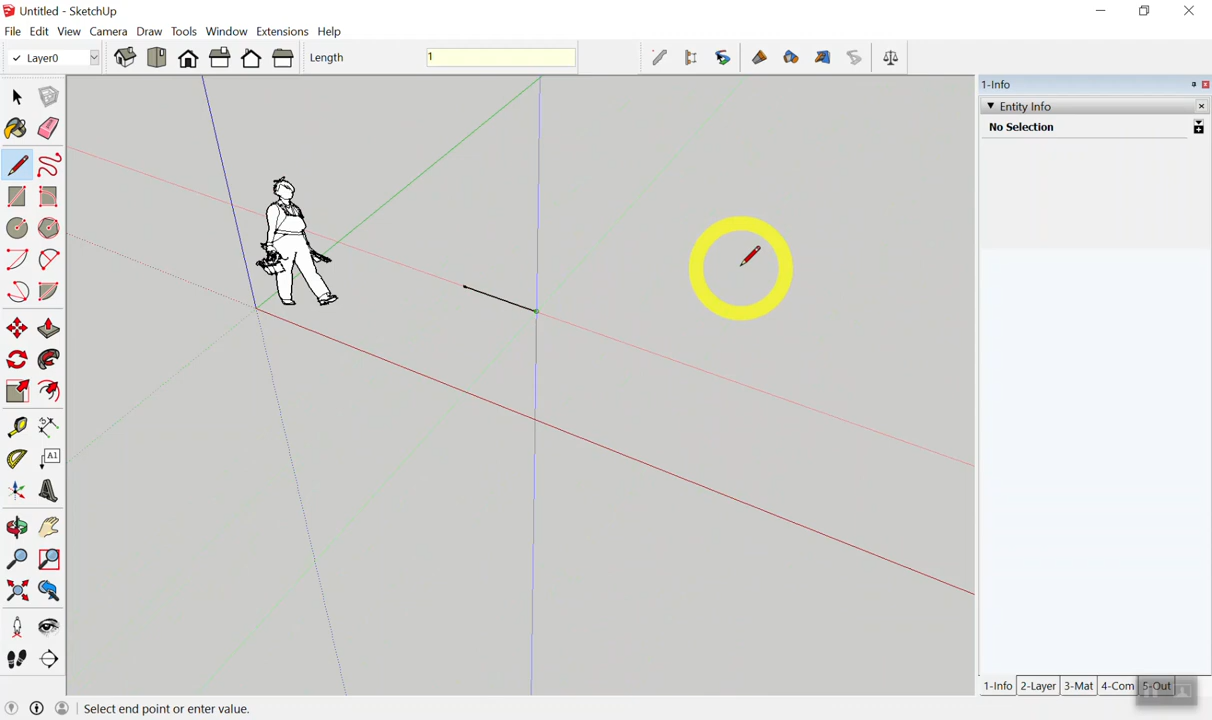 Untitled - SketchUp
File Edit View Camera Draw Tools Window Extensions Help
Layer0 Length 1
1-Info
Entity Info
No Selection
A1
1-Info 2-Layer 3-Mat 4-Com 5-Out
Select end point or enter value.